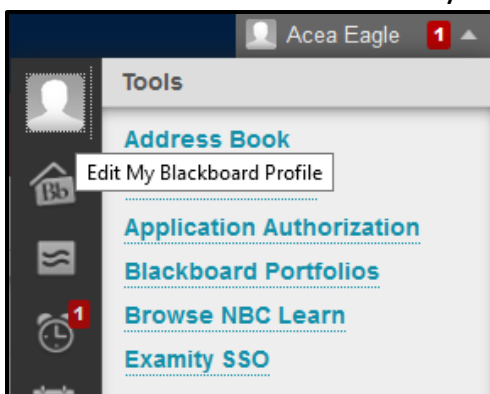 Acea Eagle 1
Tools
Address Book
Edit My Blackboard Profile
Bb
Application Authorization
Blackboard Portfolios
1
Browse NBC Learn
Examity SSO